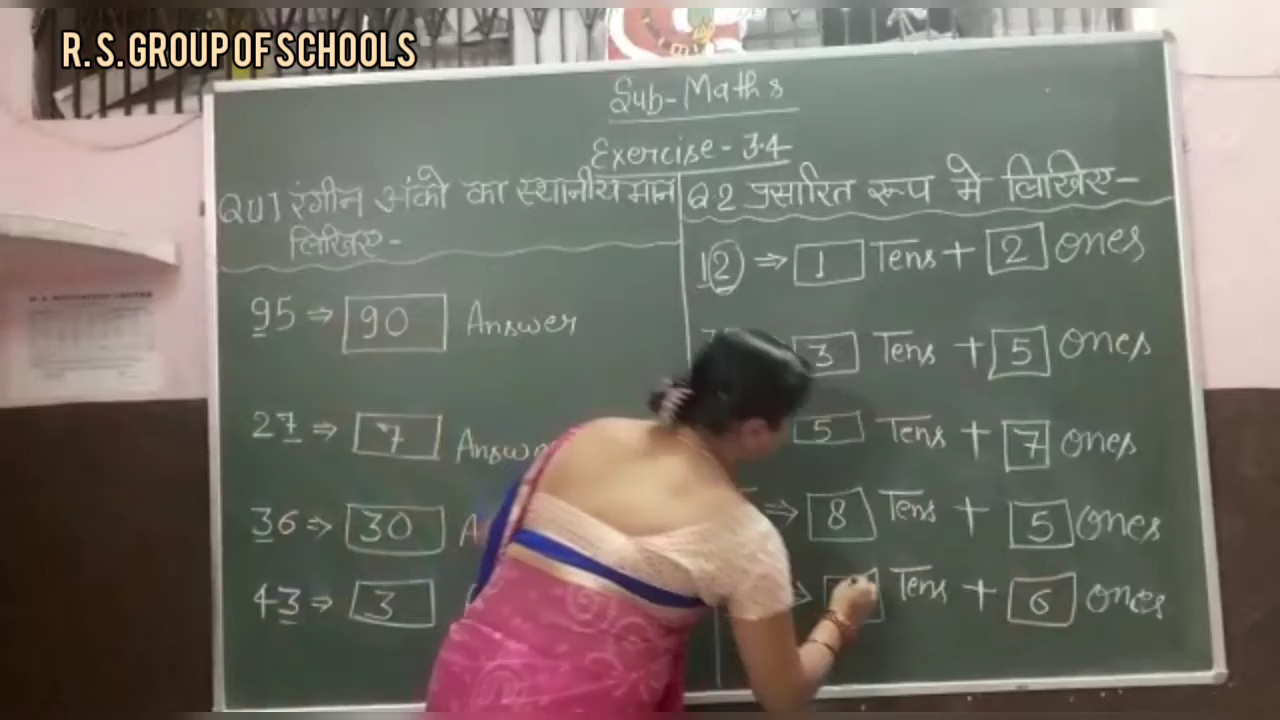 R.S. GROUP OF SCHOOLS
Sub-Maths
Exercise-3.4
Q01 रंगीन अंको का स्थानीय मान
लिखिए-
95 ⇒ 90 Answer
27 ⇒ 7
36 ⇒ 30
43 ⇒ 3
Q2 प्रसारित रूप मे लिखिए-
12 ⇒ 1 Tens + 2 ones
3 Tens + 5 ones
5 Tens + 7 ones
⇒ 8 Tens + 5 ones
Tens + 6 ones